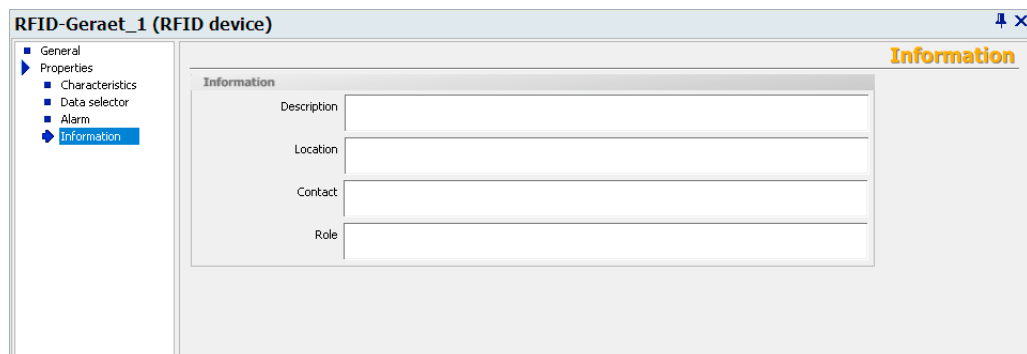 RFID-Geraet_1 (RFID device)
General
Properties
Characteristics
Data selector
Alarm
Information
Information
Information
Description
Location
Contact
Role